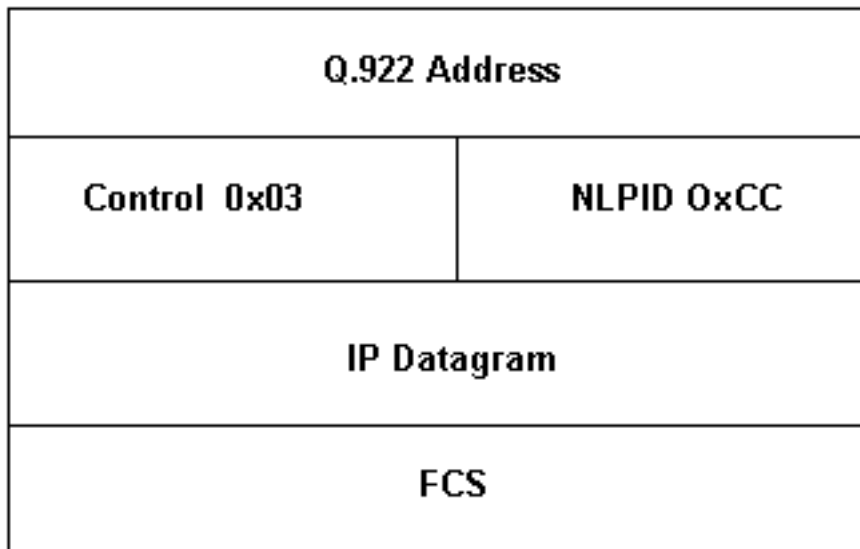 Q.922 Address
Control 0x03
NLPID OxCC
IP Datagram
FCS